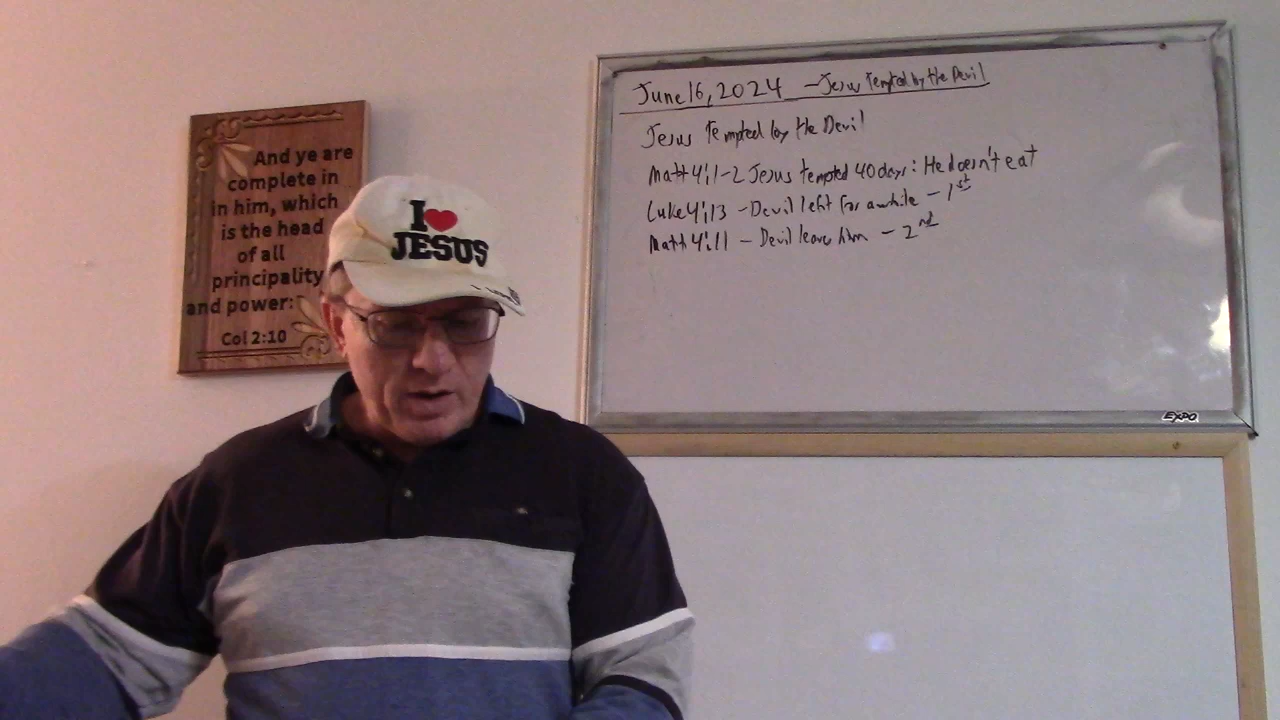 And ye are
complete in
in him, which
is the head
of all
principality
and power:
Col 2:10
I ❤ JESUS
June 16, 2024 - Jesus Tempted by the Devil
Jesus Tempted by the Devil
Matt 4:1-2 Jesus tempted 40 days: He doesn't eat
Luke 4:13 - Devil left for awhile - 1st
Matt 4:11 - Devil leave him - 2nd
EXPO